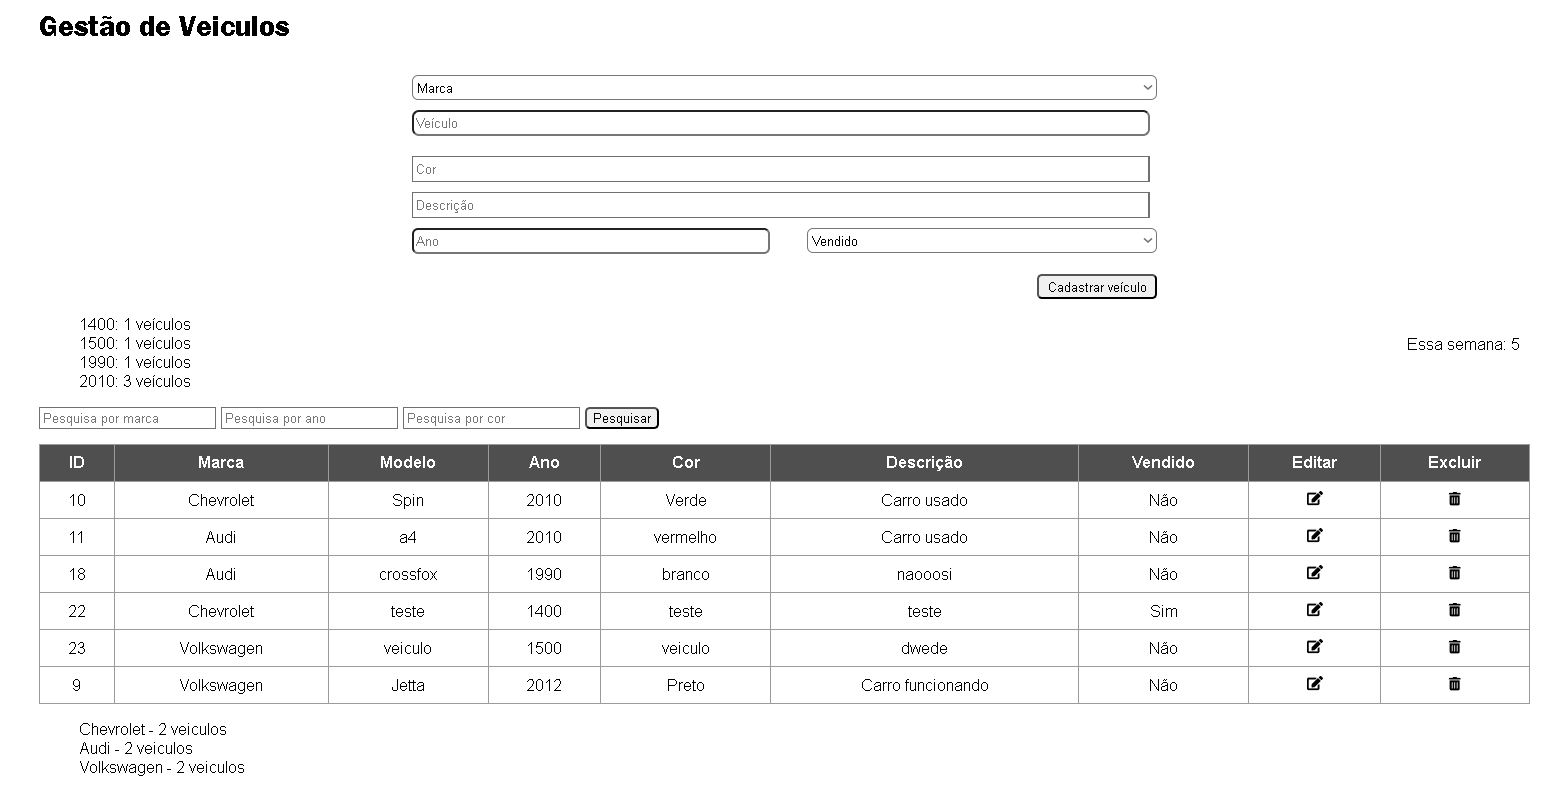 Gestão de Veiculos
Marca
Veículo
Cor
Descrição
Ano Vendido
Cadastrar veículo
1400: 1 veículos
1500: 1 veículos
1990: 1 veículos
2010: 3 veículos
Essa semana: 5
Pesquisa por marca Pesquisa por ano Pesquisa por cor Pesquisar
ID Marca Modelo Ano Cor Descrição Vendido Editar Excluir
10 Chevrolet Spin 2010 Verde Carro usado Não
11 Audi a4 2010 vermelho Carro usado Não
18 Audi crossfox 1990 branco naooosi Não
22 Chevrolet teste 1400 teste teste Sim
23 Volkswagen veiculo 1500 veiculo dwede Não
9 Volkswagen Jetta 2012 Preto Carro funcionando Não
Chevrolet - 2 veiculos
Audi - 2 veiculos
Volkswagen - 2 veiculos